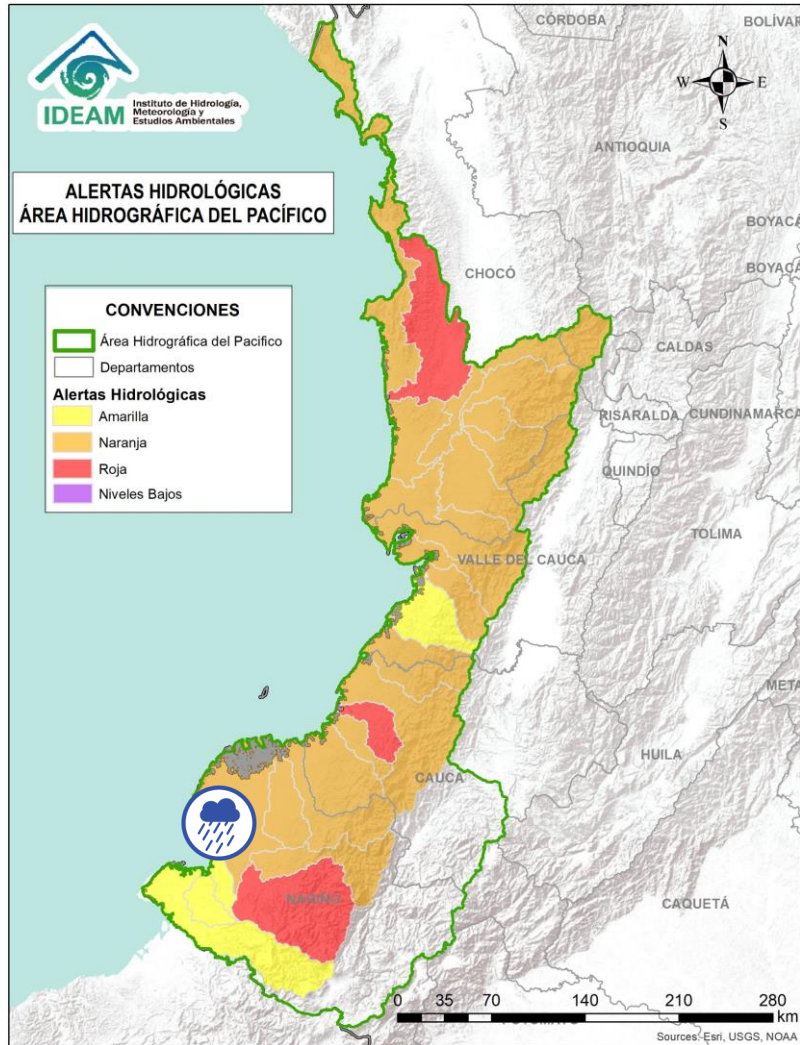 IDEAM
Instituto de Hidrología,
Meteorología y
Estudios Ambientales
ALERTAS HIDROLÓGICAS
ÁREA HIDROGRÁFICA DEL PACÍFICO
CONVENCIONES
Área Hidrográfica del Pacifico
Departamentos
Alertas Hidrológicas
Amarilla
Naranja
Roja
Niveles Bajos
N
W E
S
CÓRDOBA
BOLÍVAR
ANTIOQUIA
BOYACÁ
BOYACÁ
CHOCÓ
CALDAS
RISARALDA
CUNDINAMARCA
QUINDÍO
TOLIMA
VALLE DEL CAUCA
META
HUILA
CAUCA
NARIÑO
CAQUETÁ
0 35 70 140 210 280
km
Sources: Esri, USGS, NOAA